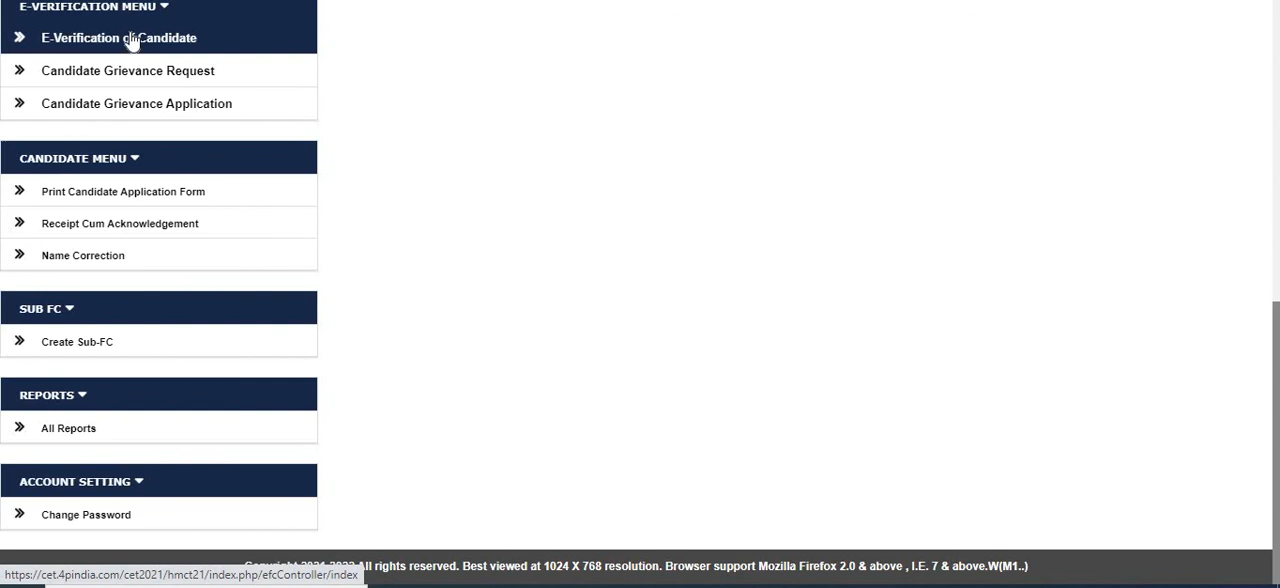 E-VERIFICATION MENU
E-Verification of Candidate
Candidate Grievance Request
Candidate Grievance Application
CANDIDATE MENU
Print Candidate Application Form
Receipt Cum Acknowledgement
Name Correction
SUB FC
Create Sub-FC
REPORTS
All Reports
ACCOUNT SETTING
Change Password
All rights reserved. Best viewed at 1024 X 768 resolution. Browser support Mozilla Firefox 2.0 & above , I.E. 7 & above.W(M1..)
https://cet.4pindia.com/cet2021/hmct21/index.php/efcController/index